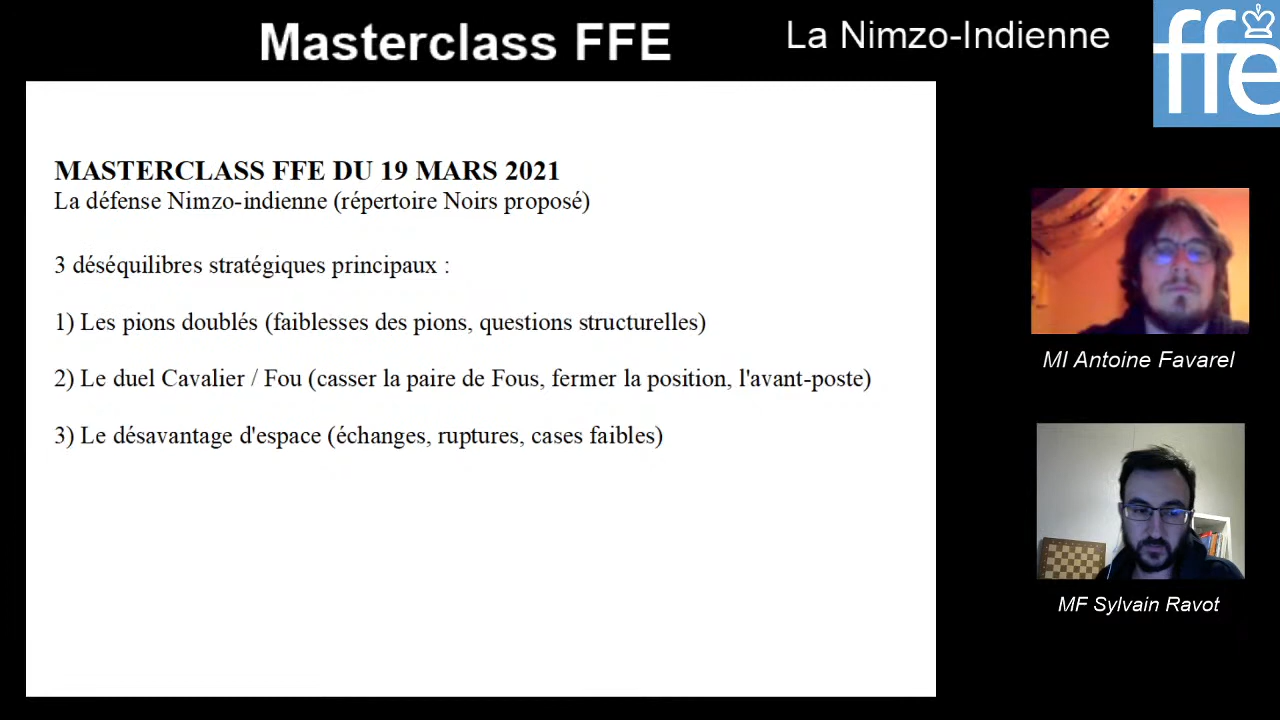 Masterclass FFE
La Nimzo-Indienne
ffe
MASTERCLASS FFE DU 19 MARS 2021
La défense Nimzo-indienne (répertoire Noirs proposé)
3 déséquilibres stratégiques principaux :
1) Les pions doublés (faiblesses des pions, questions structurelles)
2) Le duel Cavalier / Fou (casser la paire de Fous, fermer la position, l'avant-poste)
3) Le désavantage d'espace (échanges, ruptures, cases faibles)
MI Antoine Favarel
MF Sylvain Ravot